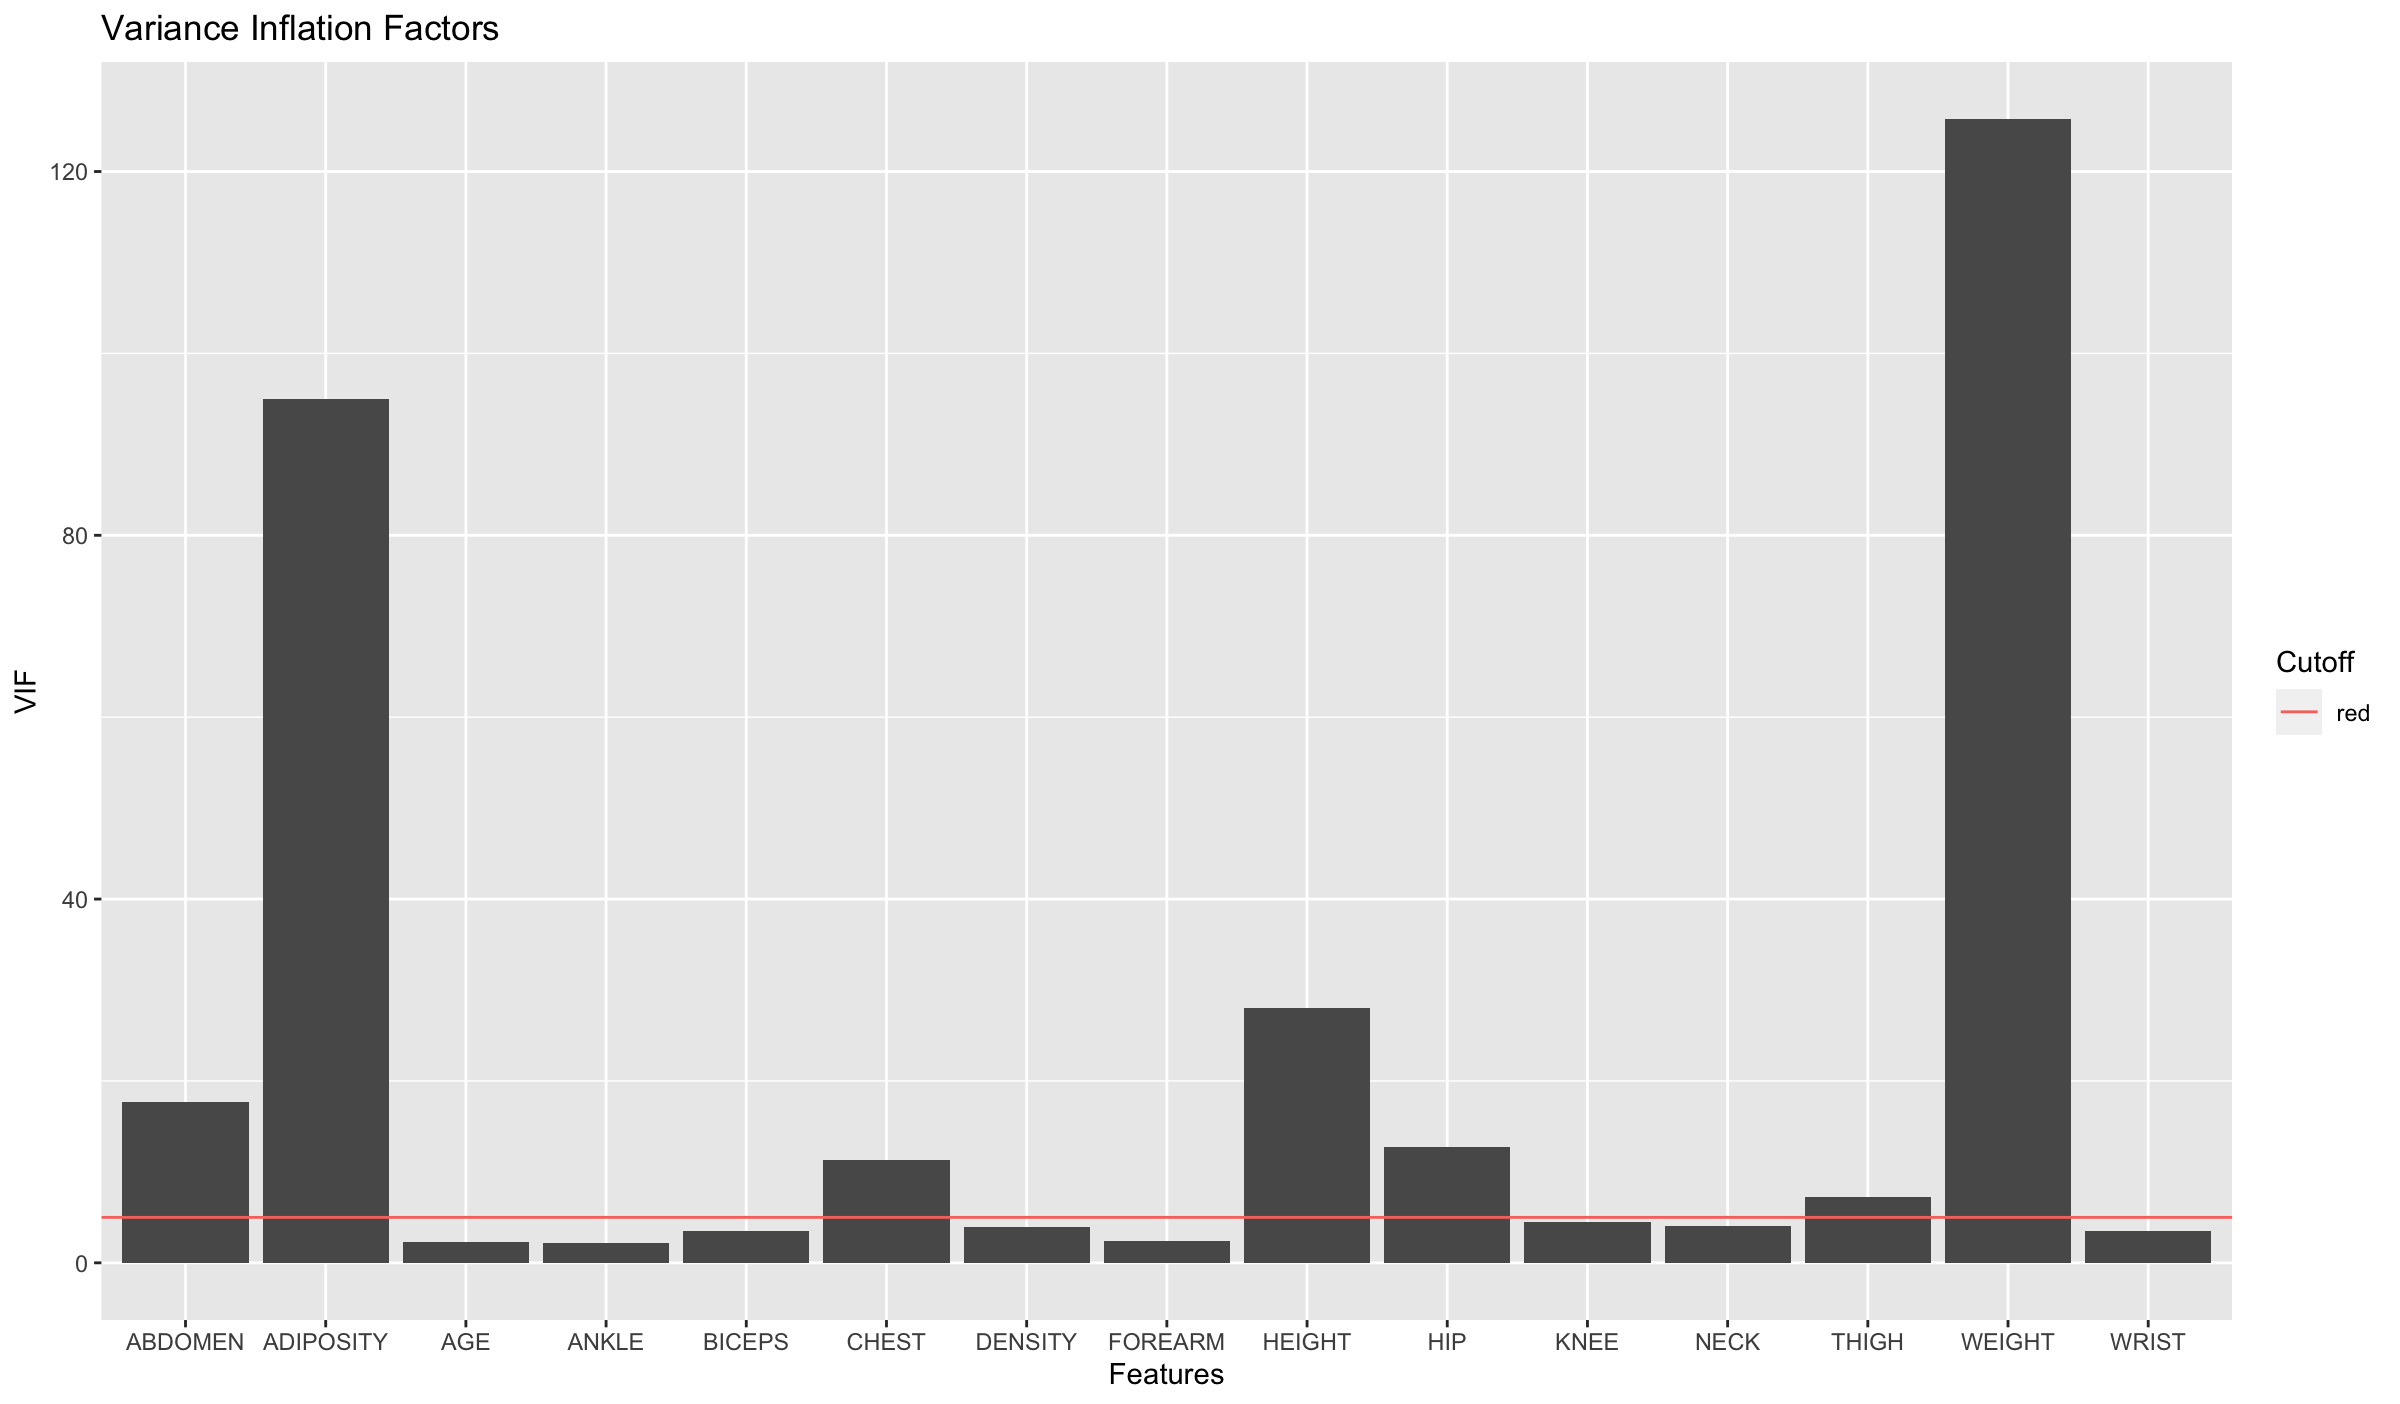 Variance Inflation Factors
VIF
120
80
40
0
ABDOMEN ADIPOSITY AGE ANKLE BICEPS CHEST DENSITY FOREARM HEIGHT HIP KNEE NECK THIGH WEIGHT WRIST
Features
Cutoff
red